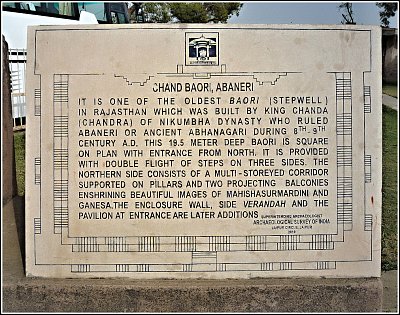 CHAND BAORI, ABANERI
IT IS ONE OF THE OLDEST BAORI (STEPWELL)
IN RAJASTHAN WHICH WAS BUILT BY KING CHANDA
(CHANDRA) OF NIKUMBHA DYNASTY WHO RULED
ABANERI OR ANCIENT ABHANAGARI DURING 8TH-9TH
CENTURY A.D. THIS 19.5 METER DEEP BAORI IS SQUARE
ON PLAN WITH ENTRANCE FROM NORTH. IT IS PROVIDED
WITH DOUBLE FLIGHT OF STEPS ON THREE SIDES. THE
NORTHERN SIDE CONSISTS OF A MULTI-STOREYED CORRIDOR
SUPPORTED ON PILLARS AND TWO PROJECTING BALCONIES
ENSHRINING BEAUTIFUL IMAGES OF MAHISHASURMARDINI AND
GANESA.THE ENCLOSURE WALL, SIDE VERANDAH AND THE
PAVILION AT ENTRANCE ARE LATER ADDITIONS
SUPERINTENDING ARCHAEOLOGIST
ARCHAEOLOGICAL SURVEY OF INDIA
JAIPUR CIRCLE, JAIPUR